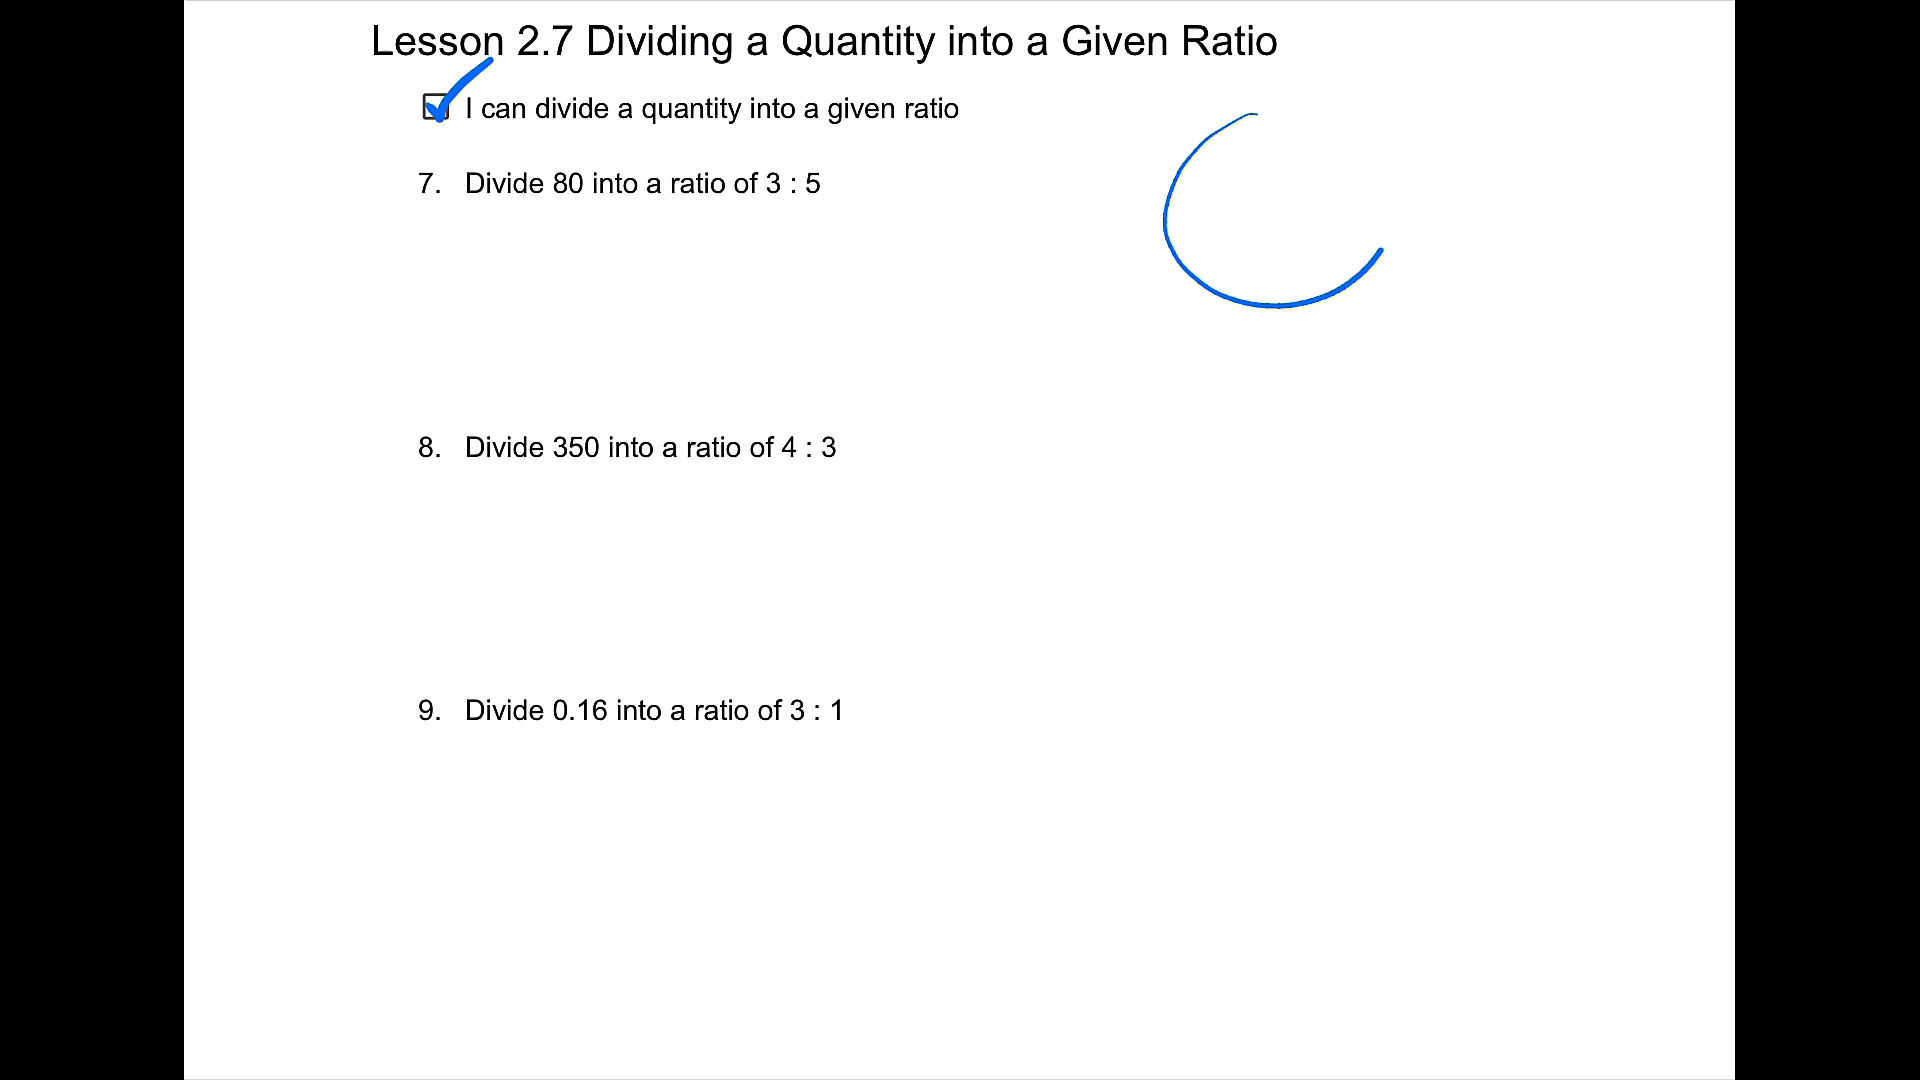 Lesson 2.7 Dividing a Quantity into a Given Ratio
I can divide a quantity into a given ratio
7. Divide 80 into a ratio of 3 : 5
8. Divide 350 into a ratio of 4 : 3
9. Divide 0.16 into a ratio of 3 : 1